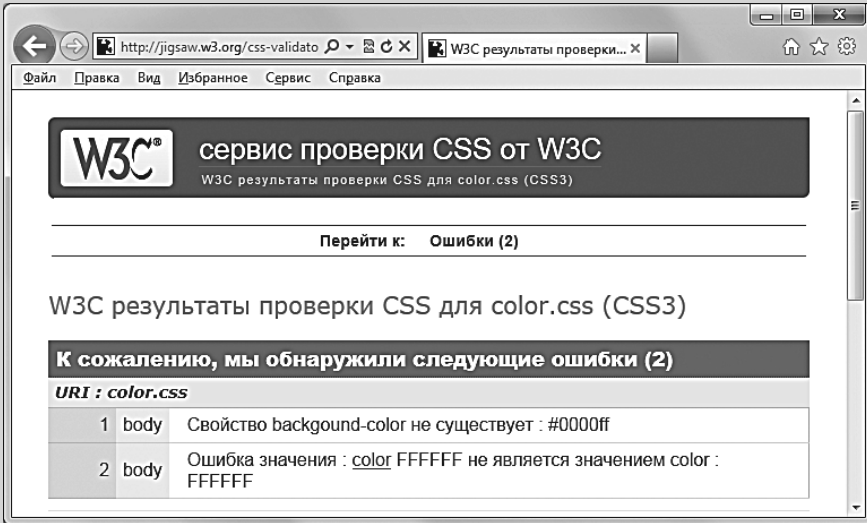 http://jigsaw.w3.org/css-validato
W3C результаты проверки...
Файл Правка Вид Избранное Сервис Справка
W3C®
сервис проверки CSS от W3C
W3C результаты проверки CSS для color.css (CSS3)
Перейти к: Ошибки (2)
W3C результаты проверки CSS для color.css (CSS3)
К сожалению, мы обнаружили следующие ошибки (2)
URI : color.css
1 body Свойство backgound-color не существует : #0000ff
2 body Ошибка значения : color FFFFFF не является значением color :
FFFFFF